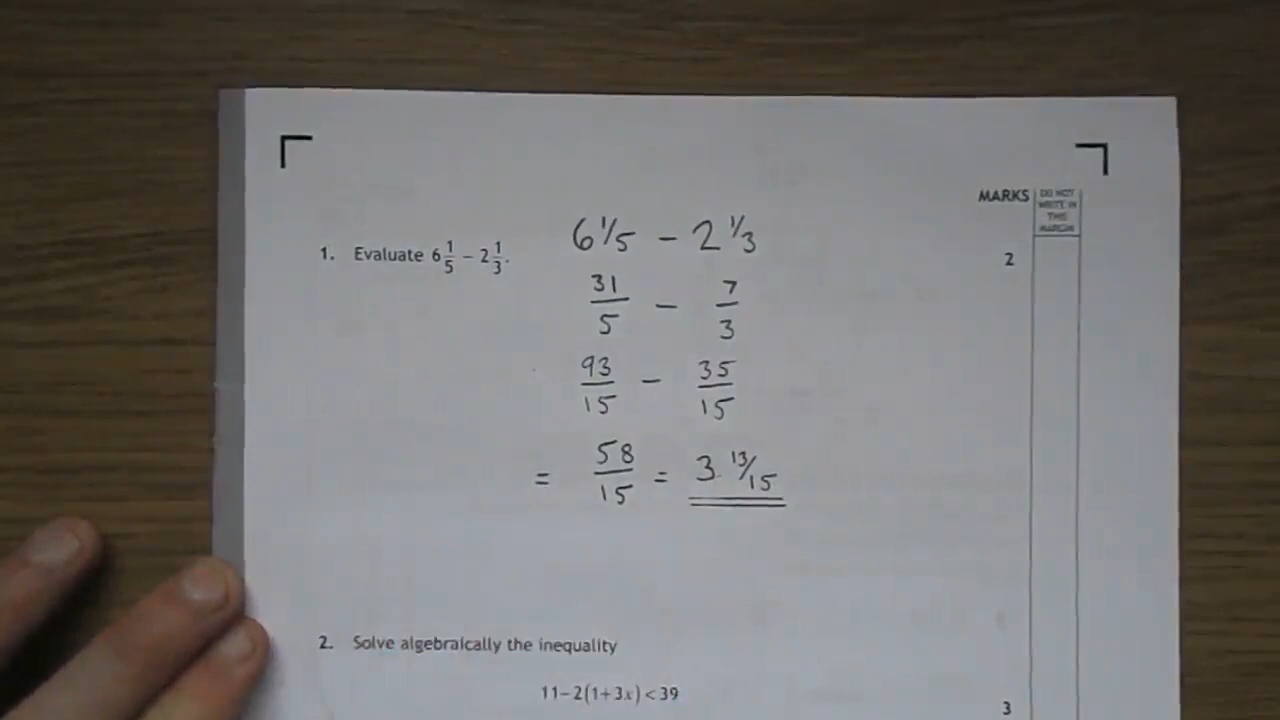 MARKS
DO NOT
WRITE IN
THIS
MARGIN
1. Evaluate 6 1/5 − 2 1/3.
2
6 1/5 − 2 1/3
31/5 − 7/3
93/15 − 35/15
= 58/15 = 3 13/15
2. Solve algebraically the inequality
11−2(1+3x)<39
3